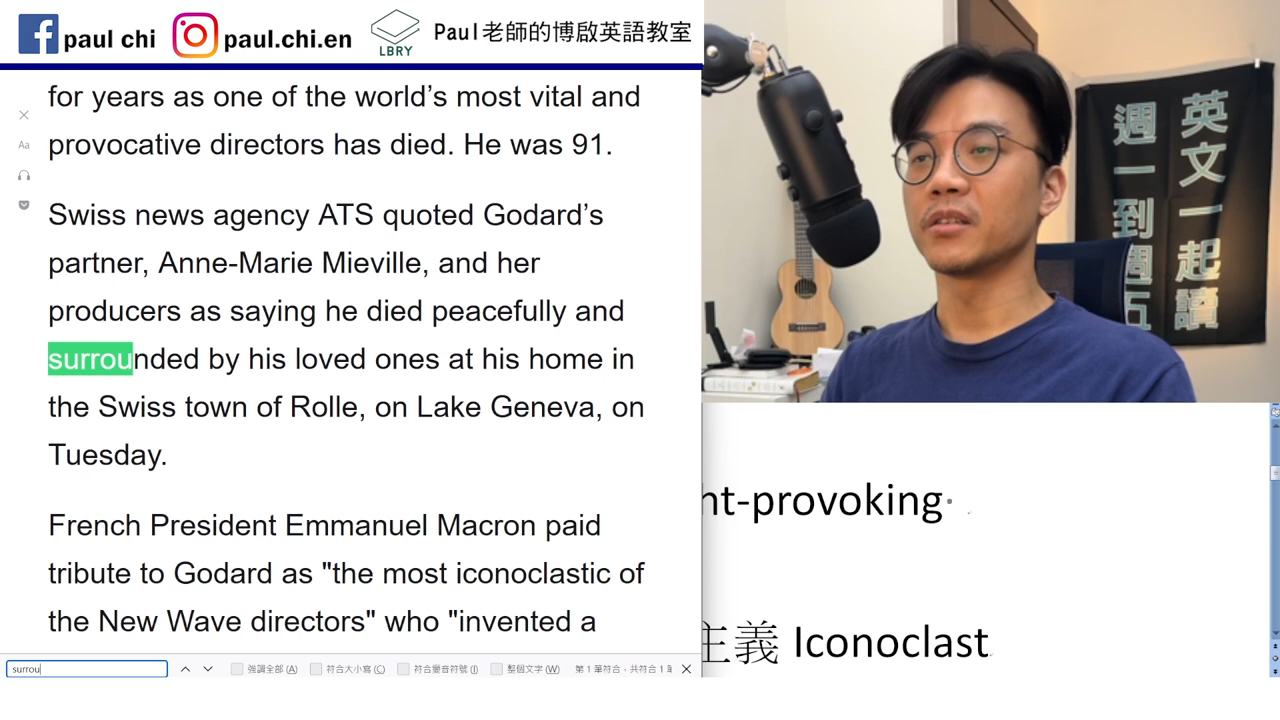 paul chi
paul.chi.en
LBRY
Paul老師的博啟英語教室
for years as one of the world's most vital and
provocative directors has died. He was 91.
Swiss news agency ATS quoted Godard's
partner, Anne-Marie Mieville, and her
producers as saying he died peacefully and
surrounded by his loved ones at his home in
the Swiss town of Rolle, on Lake Geneva, on
Tuesday.
French President Emmanuel Macron paid
tribute to Godard as "the most iconoclastic of
the New Wave directors" who "invented a
Aa
surrou
強調全部 (A)
符合大小寫 (C)
符合變音符號 (I)
整個文字 (W)
第 1 筆符合，共符合 1 筆
英文一起讀
週一到週五
ht-provoking
主義 Iconoclast